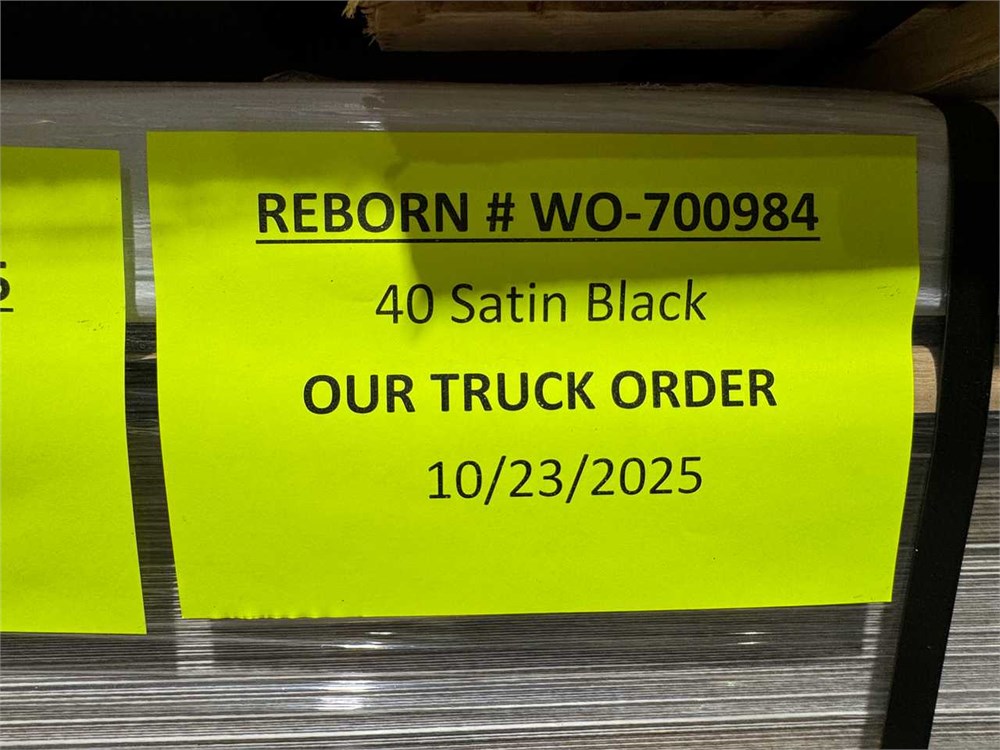 REBORN # WO-700984
40 Satin Black
OUR TRUCK ORDER
10/23/2025